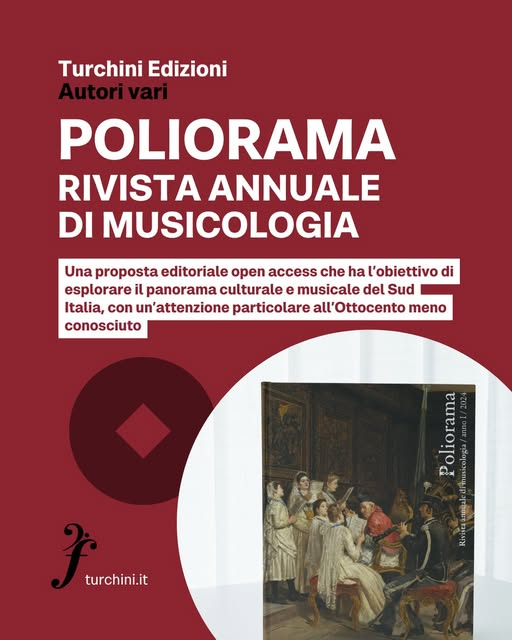 Turchini Edizioni
Autori vari
POLIORAMA
RIVISTA ANNUALE
DI MUSICOLOGIA
Una proposta editoriale open access che ha l'obiettivo di
esplorare il panorama culturale e musicale del Sud
Italia, con un'attenzione particolare all'Ottocento meno
conosciuto
Poliorama
Rivista annuale di musicologia / anno 1 / 2024
turchini.it